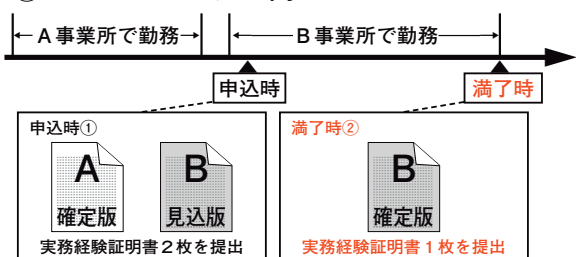 A事業所で勤務
B事業所で勤務
申込時
満了時
申込時①
A
確定版
B
見込版
実務経験証明書2枚を提出
満了時②
B
確定版
実務経験証明書1枚を提出